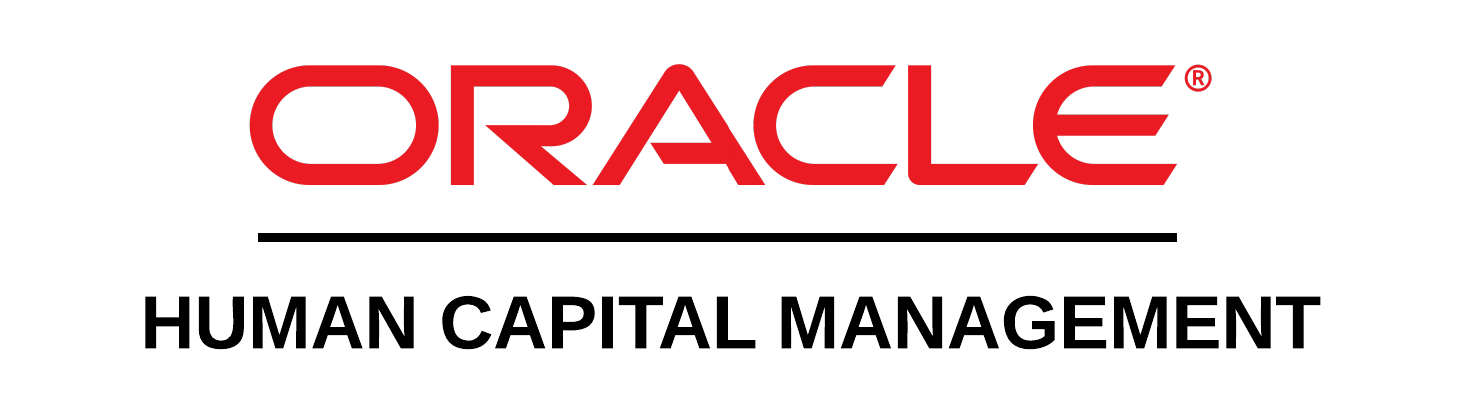 ORACLE®
HUMAN CAPITAL MANAGEMENT